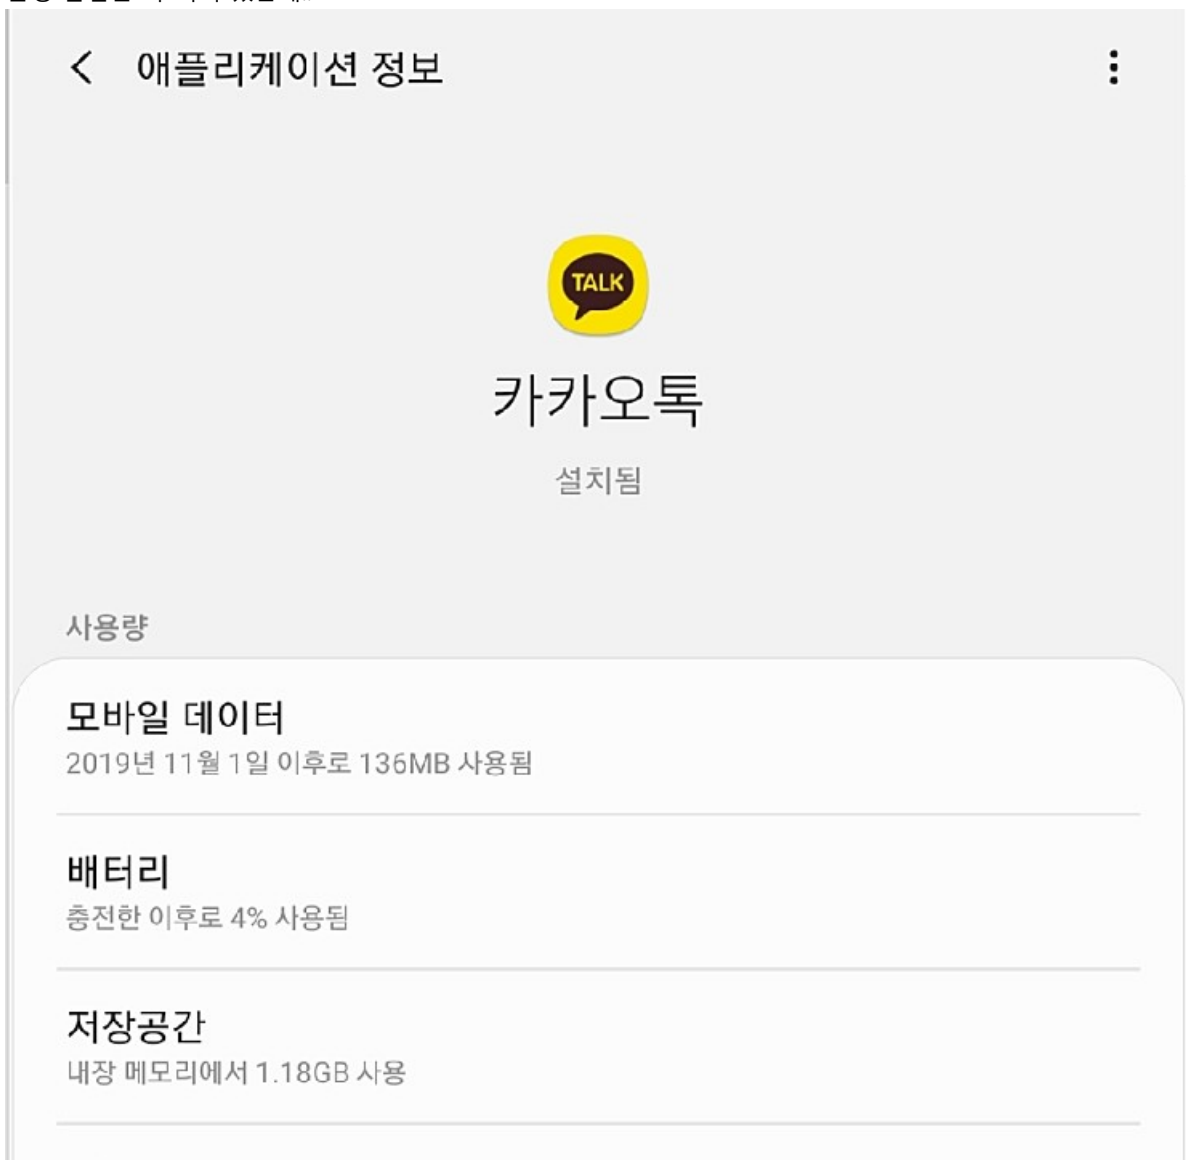 애플리케이션 정보
TALK
카카오톡
설치됨
사용량
모바일 데이터
2019년 11월 1일 이후로 136MB 사용됨
배터리
충전한 이후로 4% 사용됨
저장공간
내장 메모리에서 1.18GB 사용